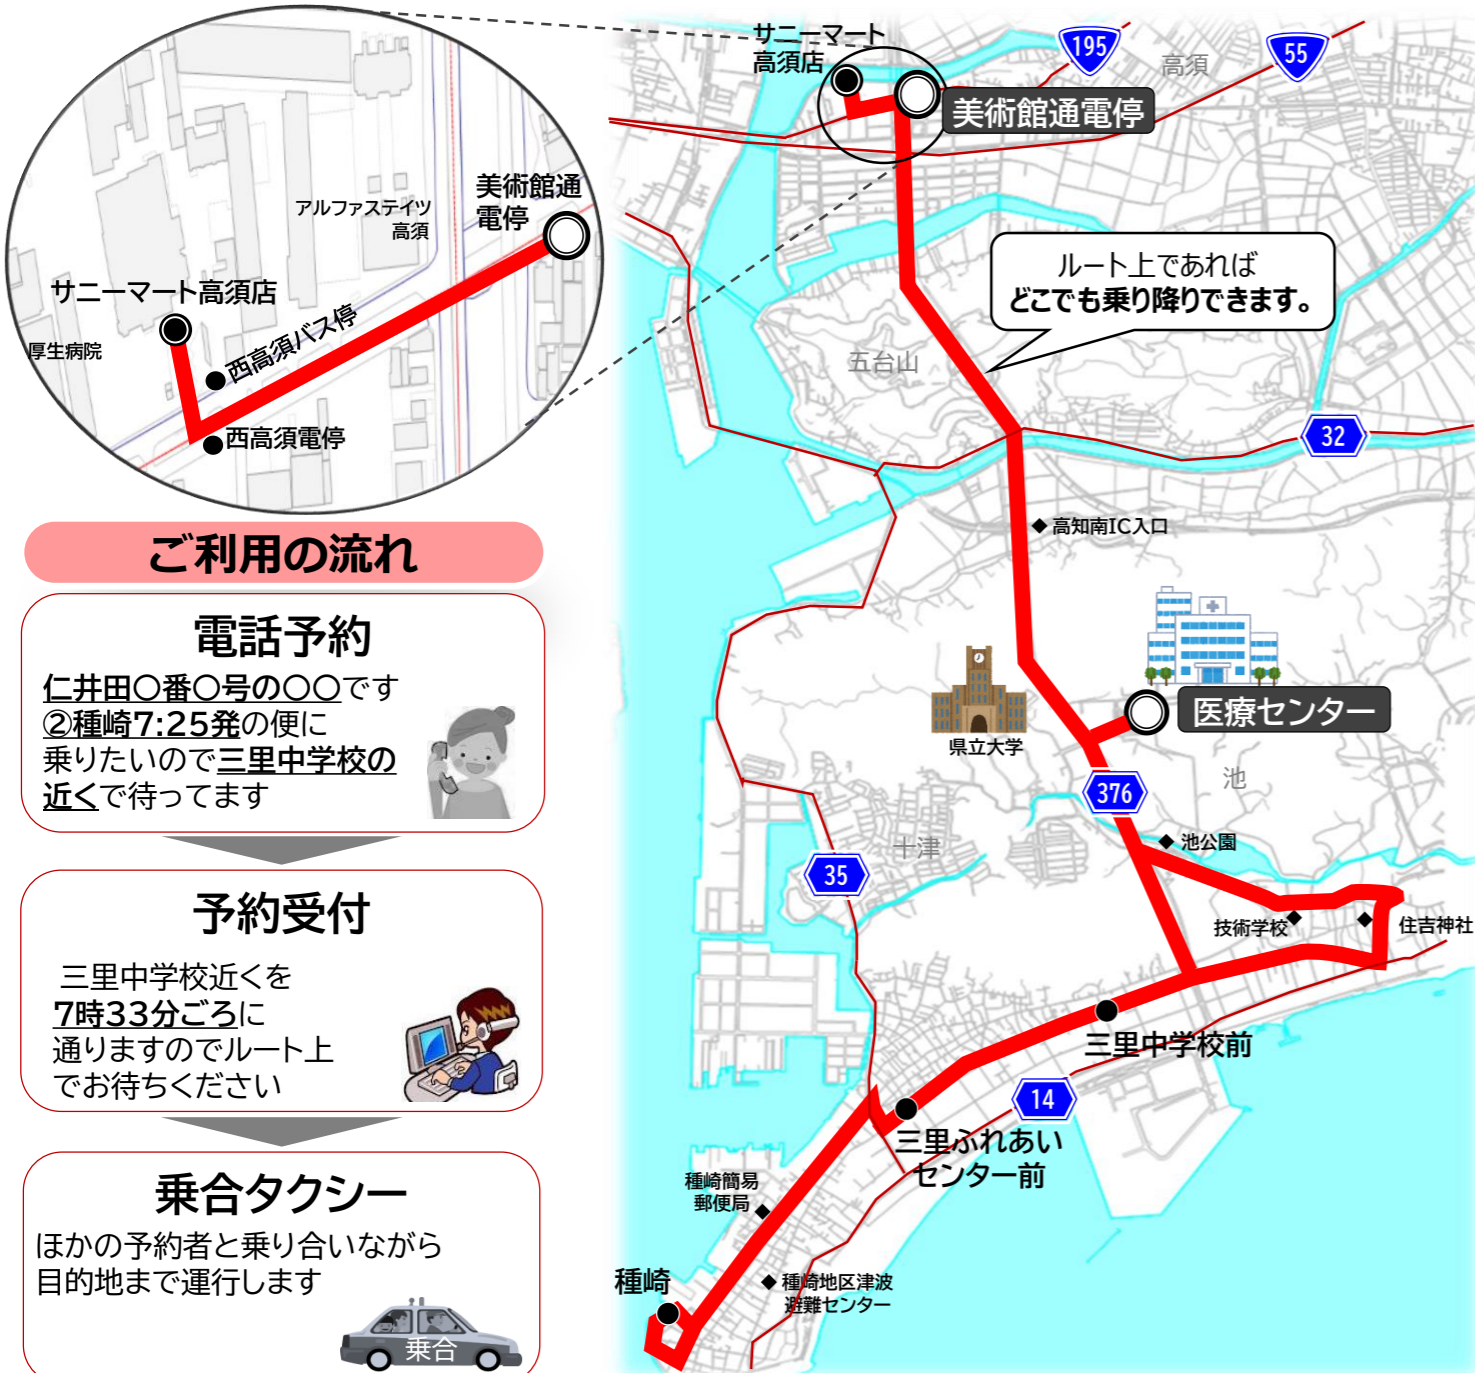 美術館通
電停
アルファステイツ
高須
サニーマート高須店
厚生病院
西高須バス停
西高須電停
ご利用の流れ
電話予約
仁井田〇番〇号の〇〇です
②種崎7:25発の便に
乗りたいので三里中学校の
近くで待ってます
予約受付
三里中学校近くを
7時33分ごろに
通りますのでルート上
でお待ちください
乗合タクシー
ほかの予約者と乗り合いながら
目的地まで運行します
乗合
サニーマート
高須店
195
高須
55
美術館通電停
ルート上であれば
どこでも乗り降りできます。
五台山
32
高知南IC入口
県立大学
医療センター
池
376
池公園
十津
35
技術学校
住吉神社
三里中学校前
14
三里ふれあい
センター前
種崎簡易
郵便局
種崎
種崎地区津波
避難センター